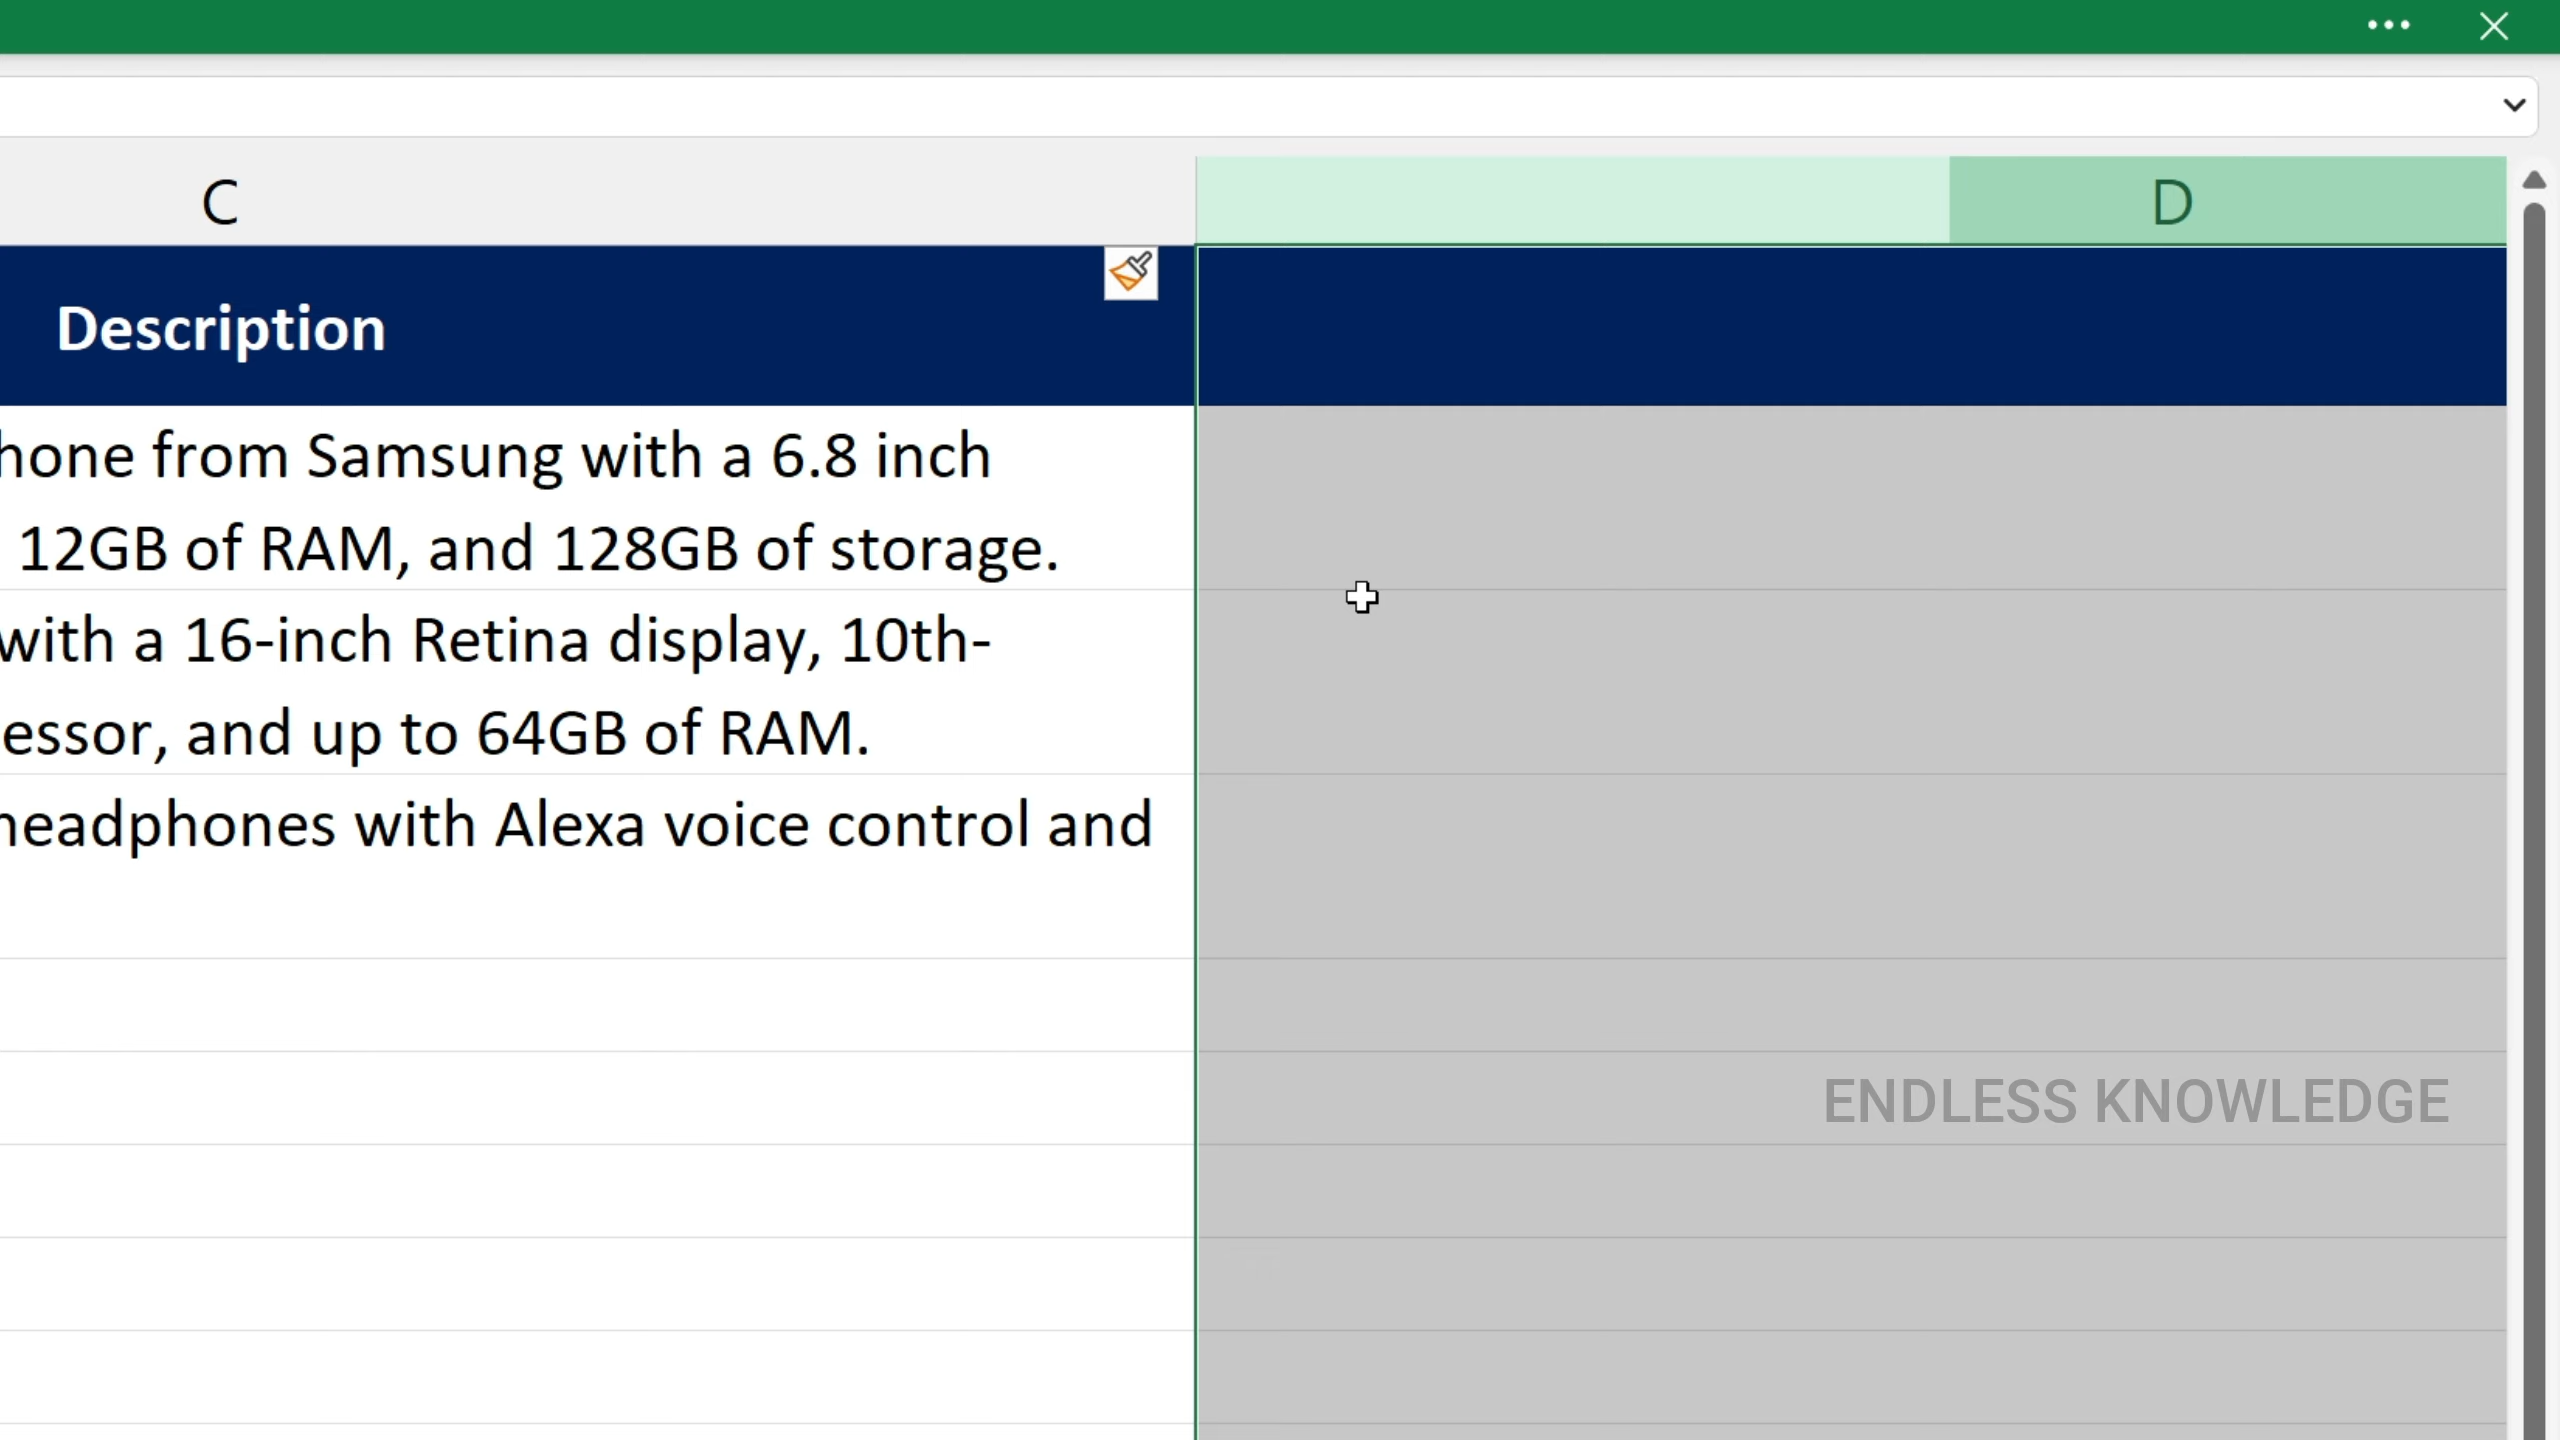 C
D
Description
hone from Samsung with a 6.8 inch
12GB of RAM, and 128GB of storage.
with a 16-inch Retina display, 10th-
essor, and up to 64GB of RAM.
headphones with Alexa voice control and
ENDLESS KNOWLEDGE